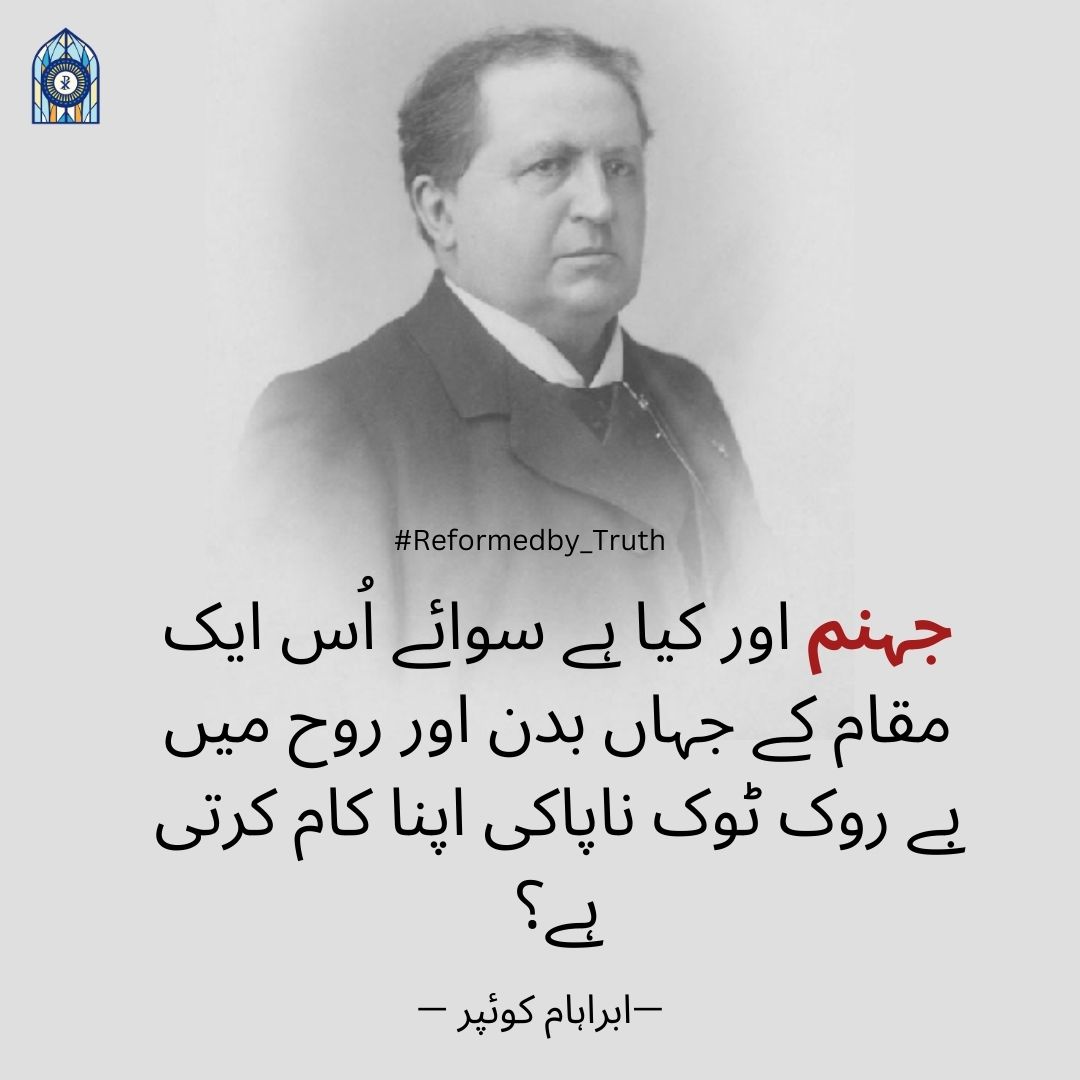 #Reformedby_Truth
جہنم اور کیا ہے سوائے اُس ایک
مقام کے جہاں بدن اور روح میں
بے روک ٹوک ناپاکی اپنا کام کرتی
ہے؟
—ابراہام کوئپر —